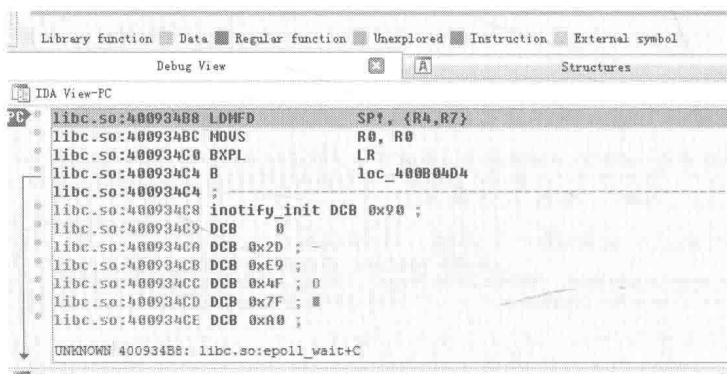 Library function Data Regular function Unexplored Instruction External symbol
Debug View A Structures
IDA View-PC
PC libc.so:400934B8 LDMFD SP!, {R4,R7}
libc.so:400934BC MOVS R0, R0
libc.so:400934C0 BXPL LR
libc.so:400934C4 B loc_400B04D4
libc.so:400934C4 ;
libc.so:400934C8 inotify_init DCB 0x90 ;
libc.so:400934C9 DCB 0
libc.so:400934CA DCB 0x2D ; -
libc.so:400934CB DCB 0xE9 ;
libc.so:400934CC DCB 0x4F ; O
libc.so:400934CD DCB 0x7F ;
libc.so:400934CE DCB 0xA0 ;
UNKNOWN 400934B8: libc.so:epoll_wait+C